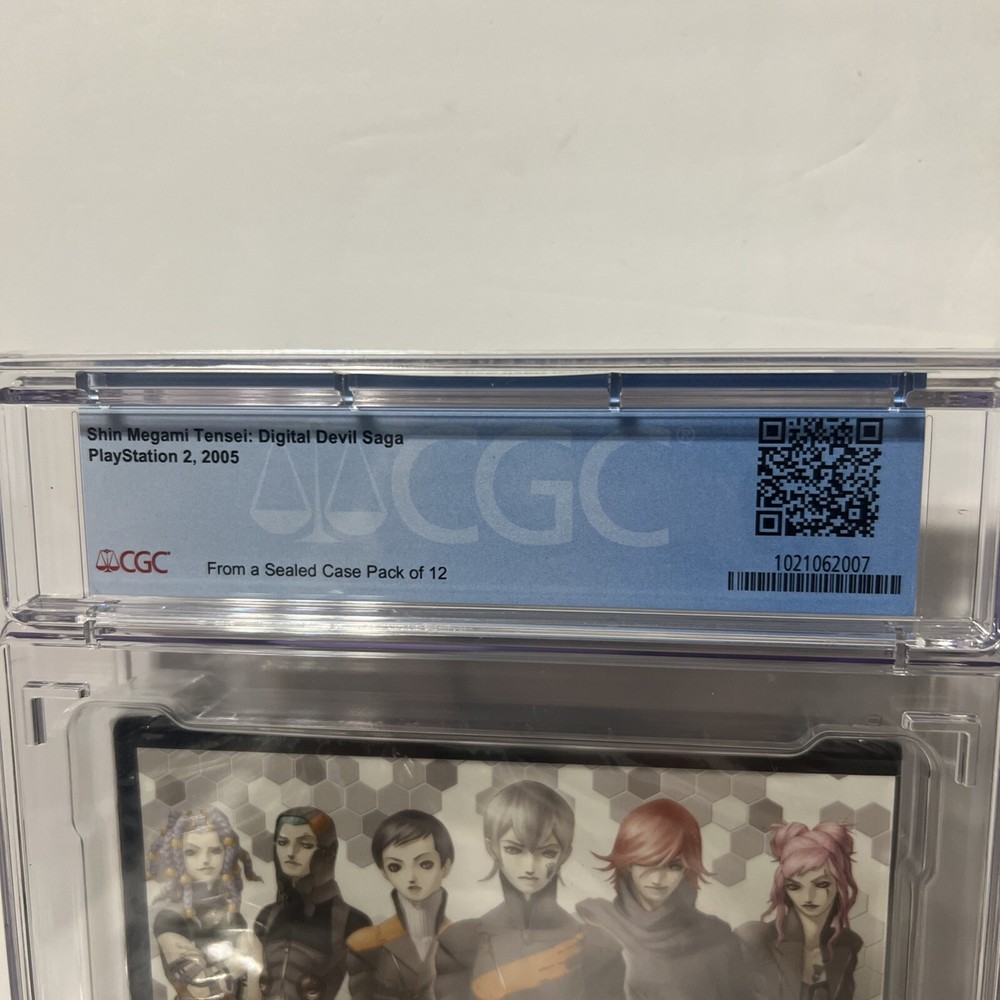 Shin Megami Tensei: Digital Devil Saga
PlayStation 2, 2005
CGC®
CGC
From a Sealed Case Pack of 12
1021062007